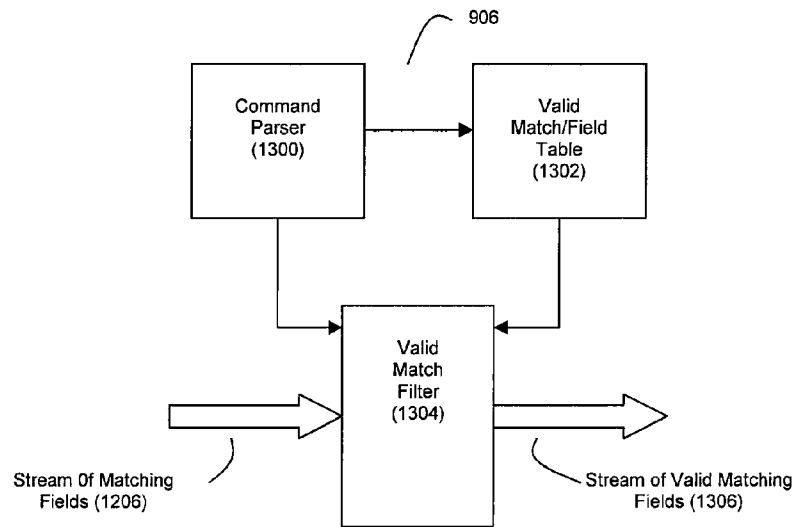 906
Command
Parser
(1300)
Valid
Match/Field
Table
(1302)
Valid
Match
Filter
(1304)
Stream 0f Matching
Fields (1206)
Stream of Valid Matching
Fields (1306)